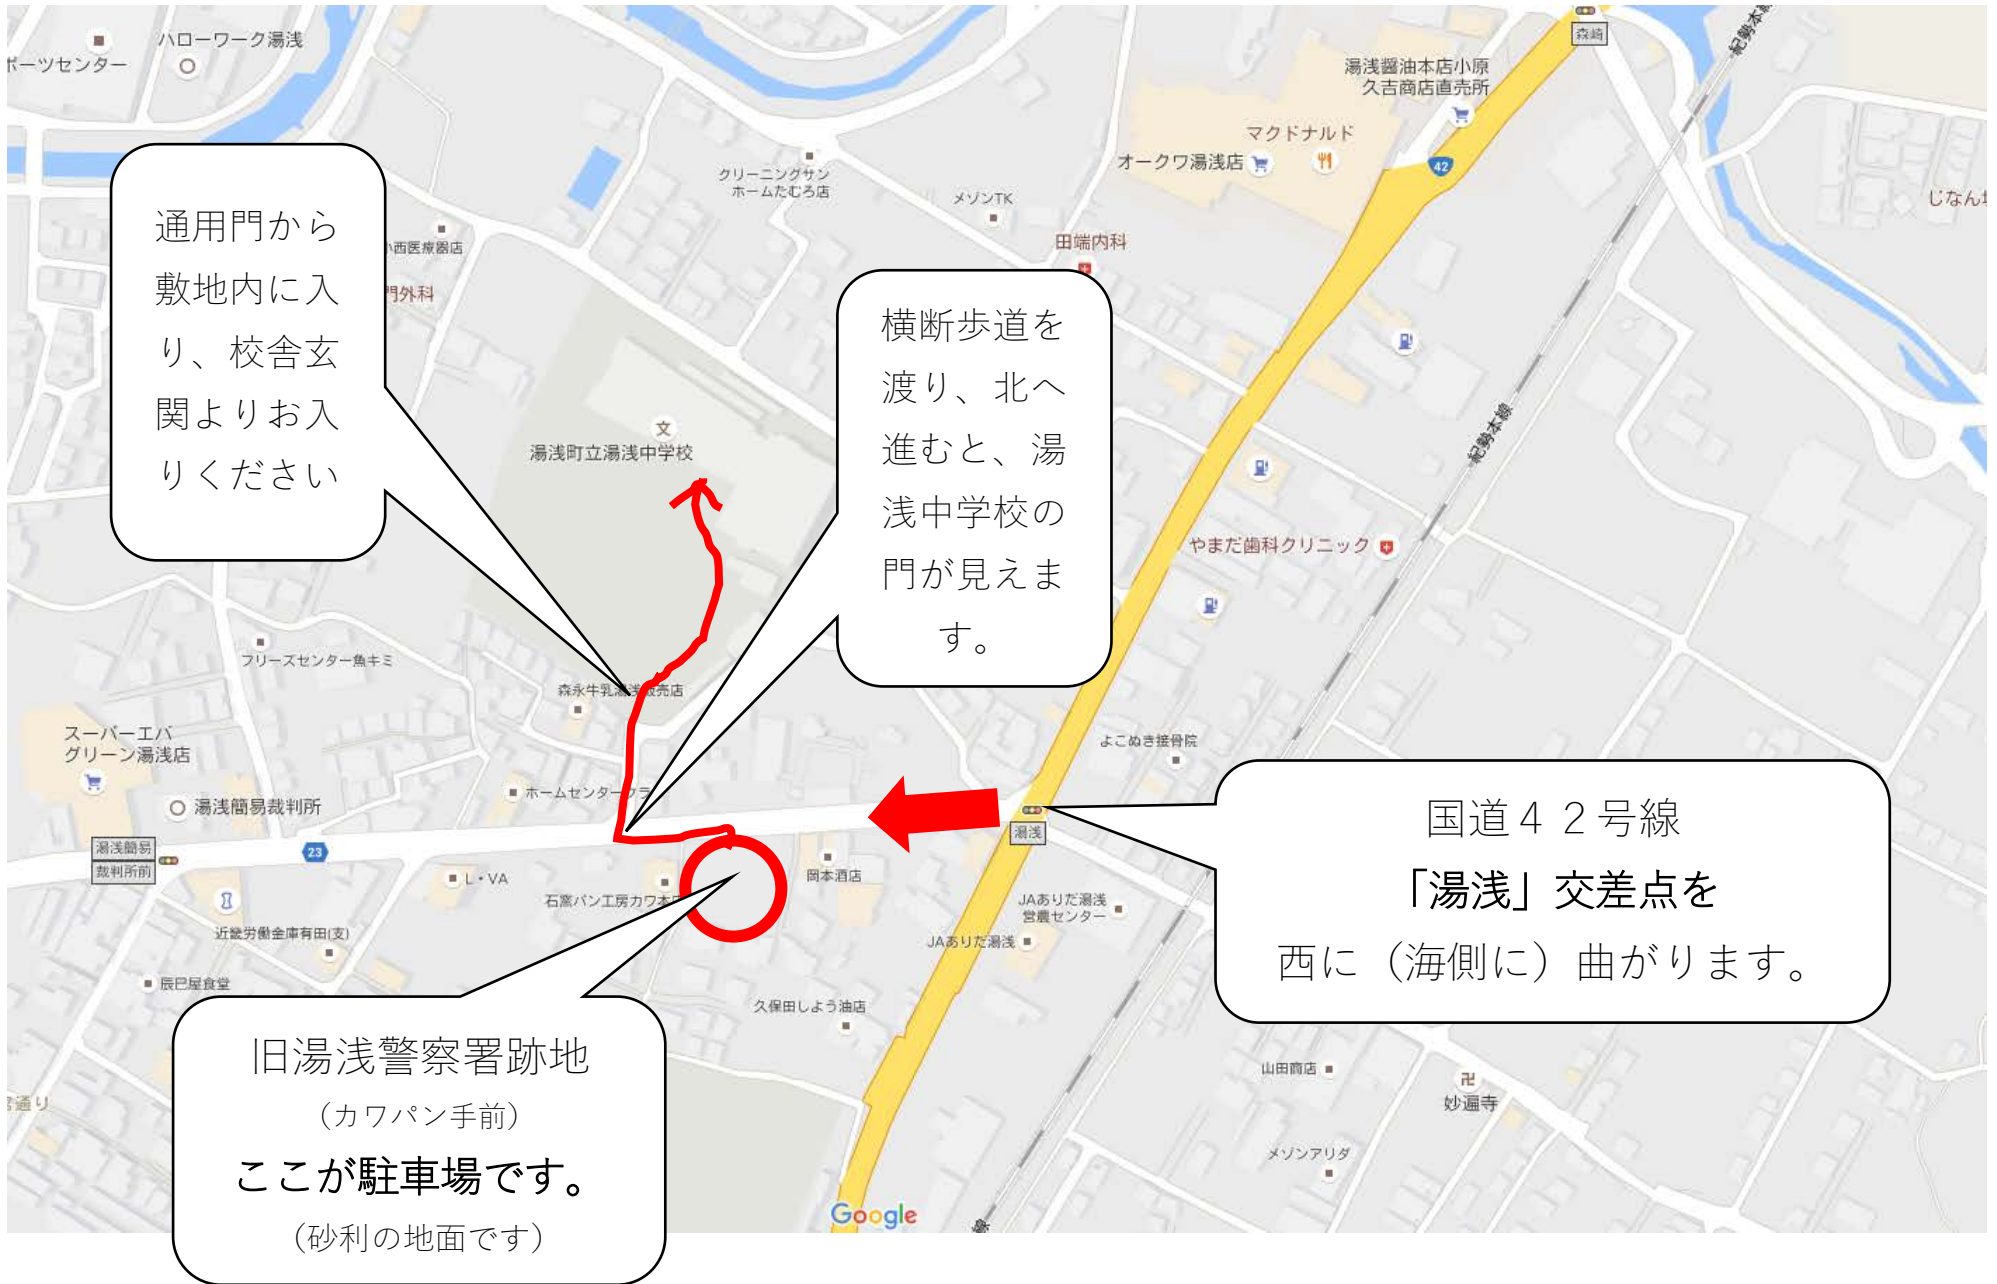 ハローワーク湯浅
ポーツセンター
森崎
紀勢本線
湯浅醤油本店小原
久吉商店直売所
マクドナルド
オークワ湯浅店
42
クリーニングサン
ホームたむろ店
メゾンTK
じなん
田端内科
小西医療器店
門外科
通用門から
敷地内に入
り、校舎玄
関よりお入
りください
横断歩道を
渡り、北へ
進むと、湯
浅中学校の
門が見えま
す。
文
湯浅町立湯浅中学校
紀勢本線
やまだ歯科クリニック
フリーズセンター魚キミ
森永牛乳湯浅販売店
スーパーエバ
グリーン湯浅店
よこぬき接骨院
ホームセンター
湯浅簡易裁判所
湯浅
湯浅簡易
裁判所前
23
L・VA
石窯パン工房カワ本店
岡本酒店
JAありだ湯浅
営農センター
JAありだ湯浅
近畿労働金庫有田(支)
辰巳屋食堂
久保田しよう油店
国道42号線
「湯浅」交差点を
西に(海側に)曲がります。
旧湯浅警察署跡地
(カワパン手前)
ここが駐車場です。
(砂利の地面です)
山田商店
卍
妙遍寺
メゾンアリダ
通り
Google
線